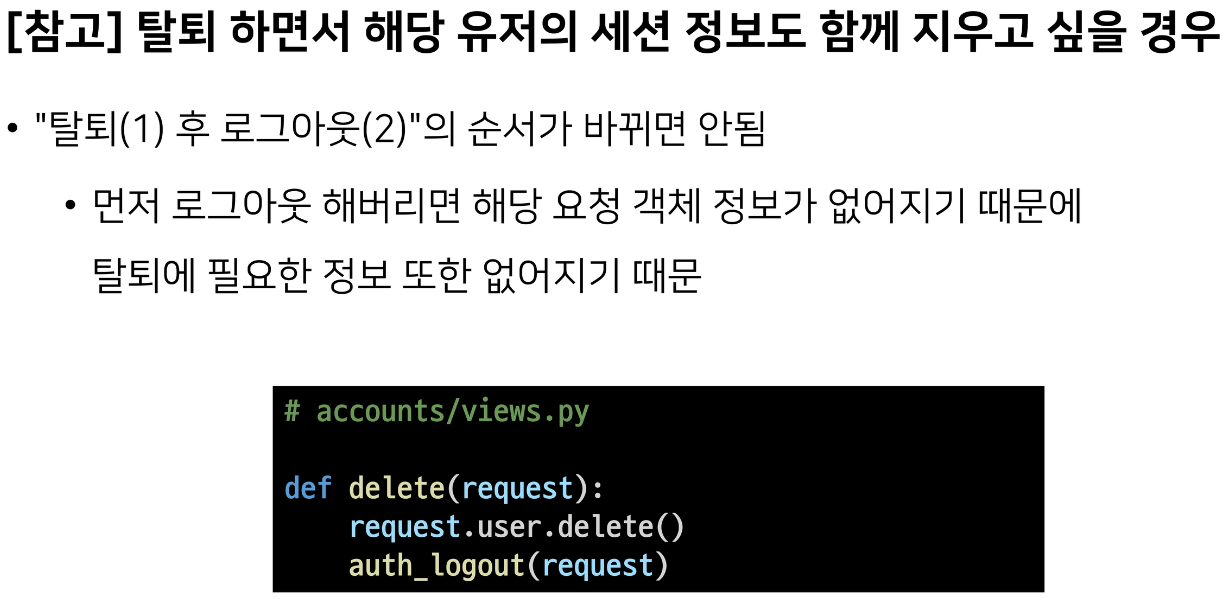 [참고] 탈퇴 하면서 해당 유저의 세션 정보도 함께 지우고 싶을 경우
• "탈퇴(1) 후 로그아웃(2)"의 순서가 바뀌면 안됨
• 먼저 로그아웃 해버리면 해당 요청 객체 정보가 없어지기 때문에
탈퇴에 필요한 정보 또한 없어지기 때문
# accounts/views.py
def delete(request):
    request.user.delete()
    auth_logout(request)